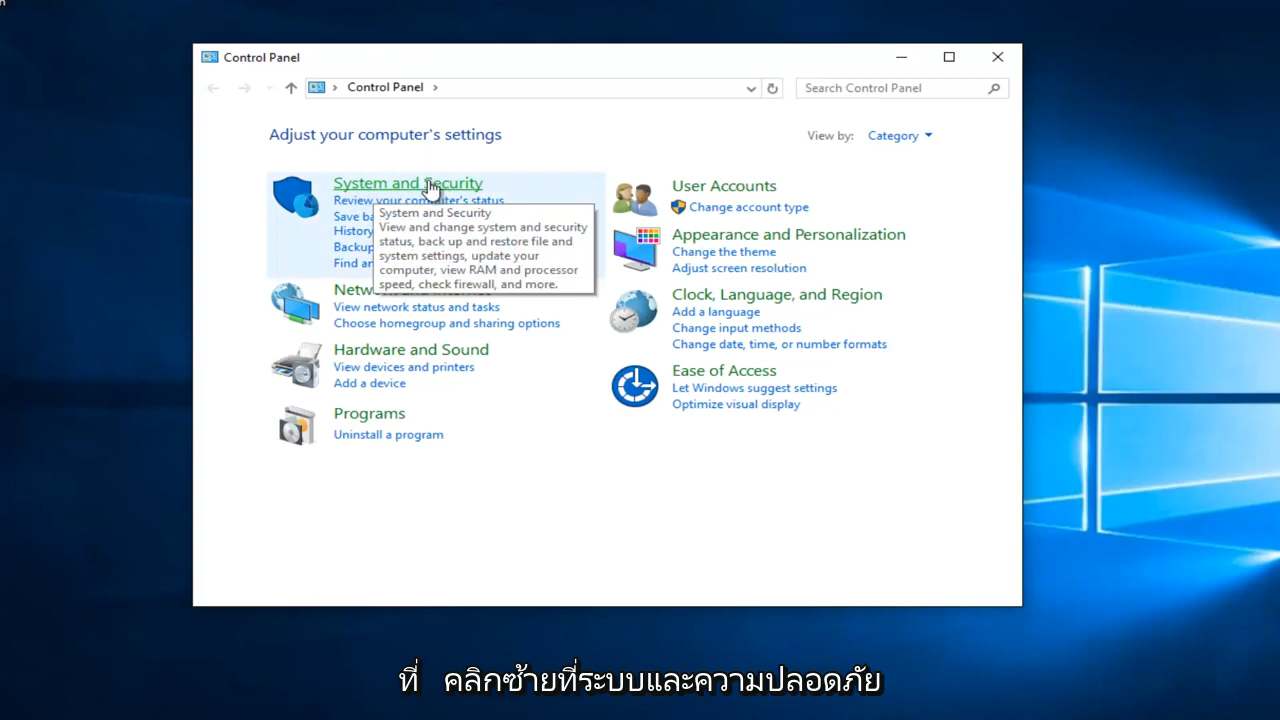 n
Control Panel
Control Panel
Search Control Panel
Adjust your computer's settings
View by: Category
System and Security
Review your computer's status
Save ba
History
Backup
Find an
System and Security
View and change system and security
status, back up and restore file and
system settings, update your
computer, view RAM and processor
speed, check firewall, and more.
View network status and tasks
Choose homegroup and sharing options
Hardware and Sound
View devices and printers
Add a device
Programs
Uninstall a program
User Accounts
Change account type
Appearance and Personalization
Change the theme
Adjust screen resolution
Clock, Language, and Region
Add a language
Change input methods
Change date, time, or number formats
Ease of Access
Let Windows suggest settings
Optimize visual display
ที่ คลิกซ้ายที่ระบบและความปลอดภัย